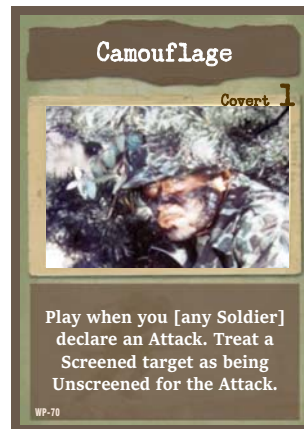 Camouflage
Covert 1
Play when you [any Soldier]
declare an Attack. Treat a
Screened target as being
Unscreened for the Attack.
WP-70